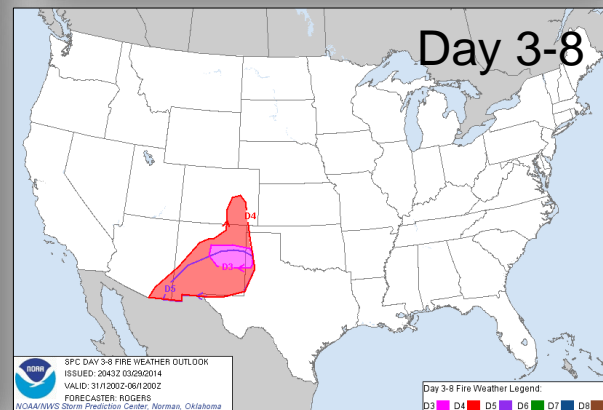 Day 3-8
D4
D3
D5
NOAA
SPC DAY 3-8 FIRE WEATHER OUTLOOK
ISSUED: 2043Z 03/29/2014
VALID: 31/1200Z-06/1200Z
FORECASTER: ROGERS
NOAA/NWS Storm Prediction Center, Norman, Oklahoma
Day 3-8 Fire Weather Legend:
D3 D4 D5 D6 D7 D8